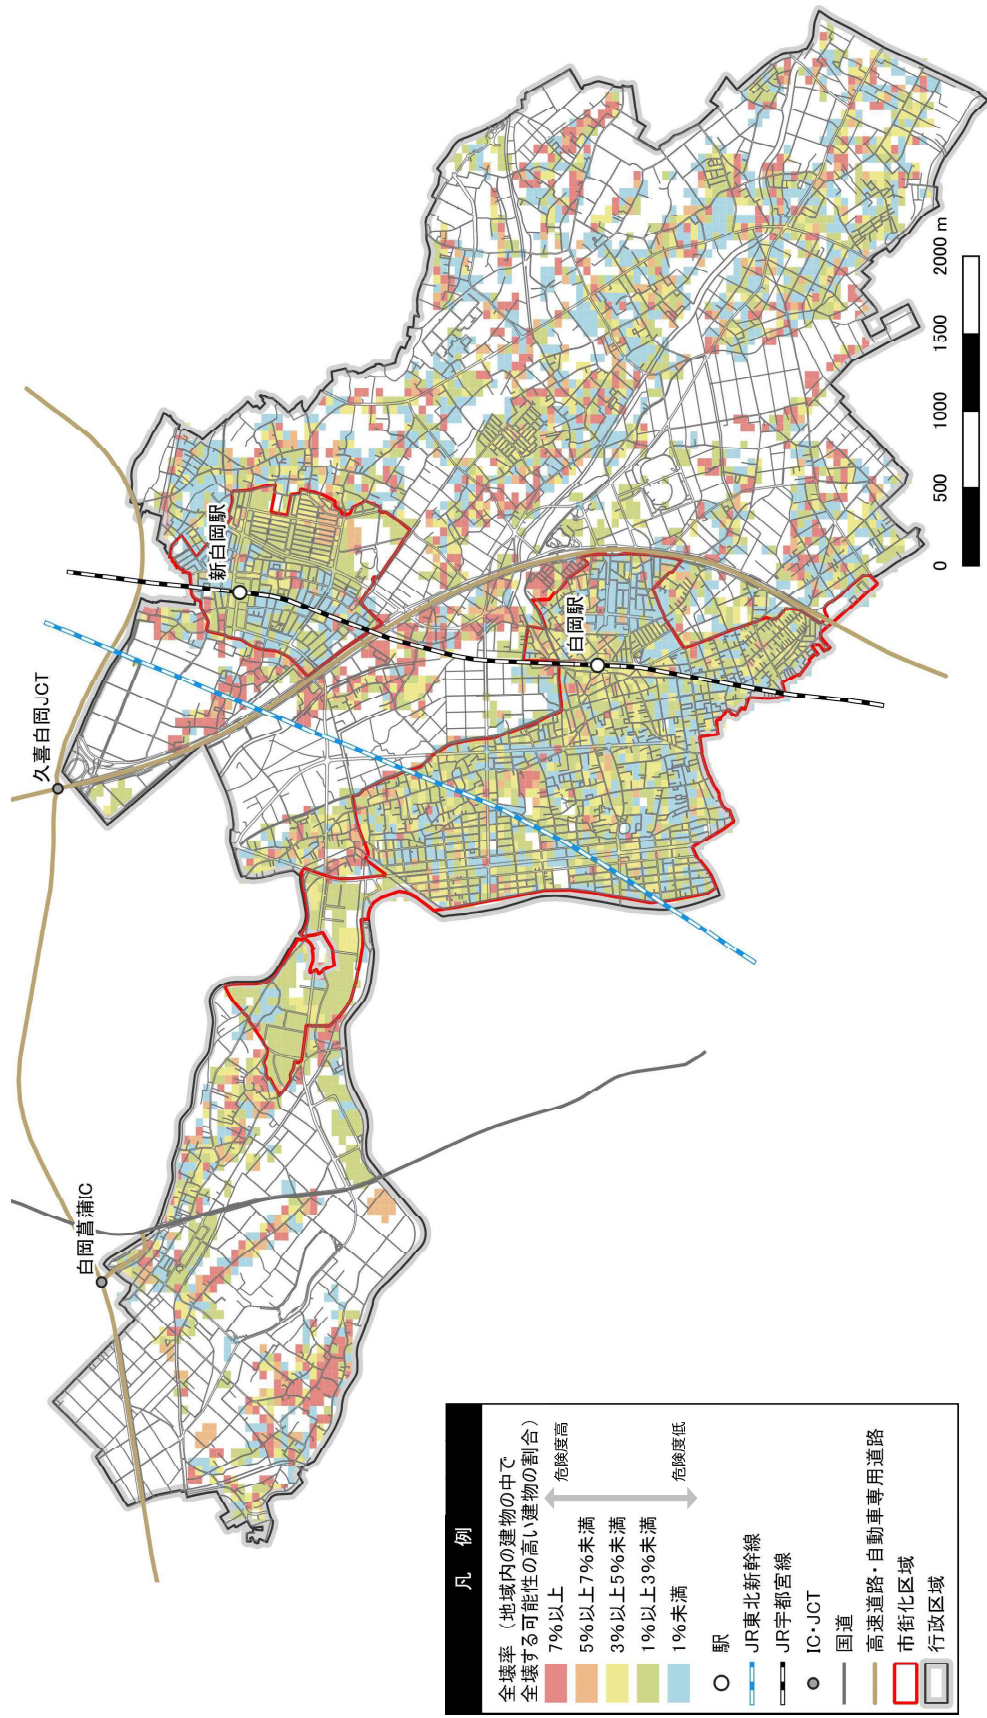 久喜白岡JCT
新白岡駅
白岡駅
白岡菖蒲IC
0 500 1000 1500 2000 m
凡 例
全壊率 (地域内の建物の中で
全壊する可能性の高い建物の割合)
7%以上
5%以上7%未満
3%以上5%未満
1%以上3%未満
1%未満
危険度高
危険度低
駅
JR東北新幹線
JR宇都宮線
IC・JCT
国道
高速道路・自動車専用道路
市街化区域
行政区域